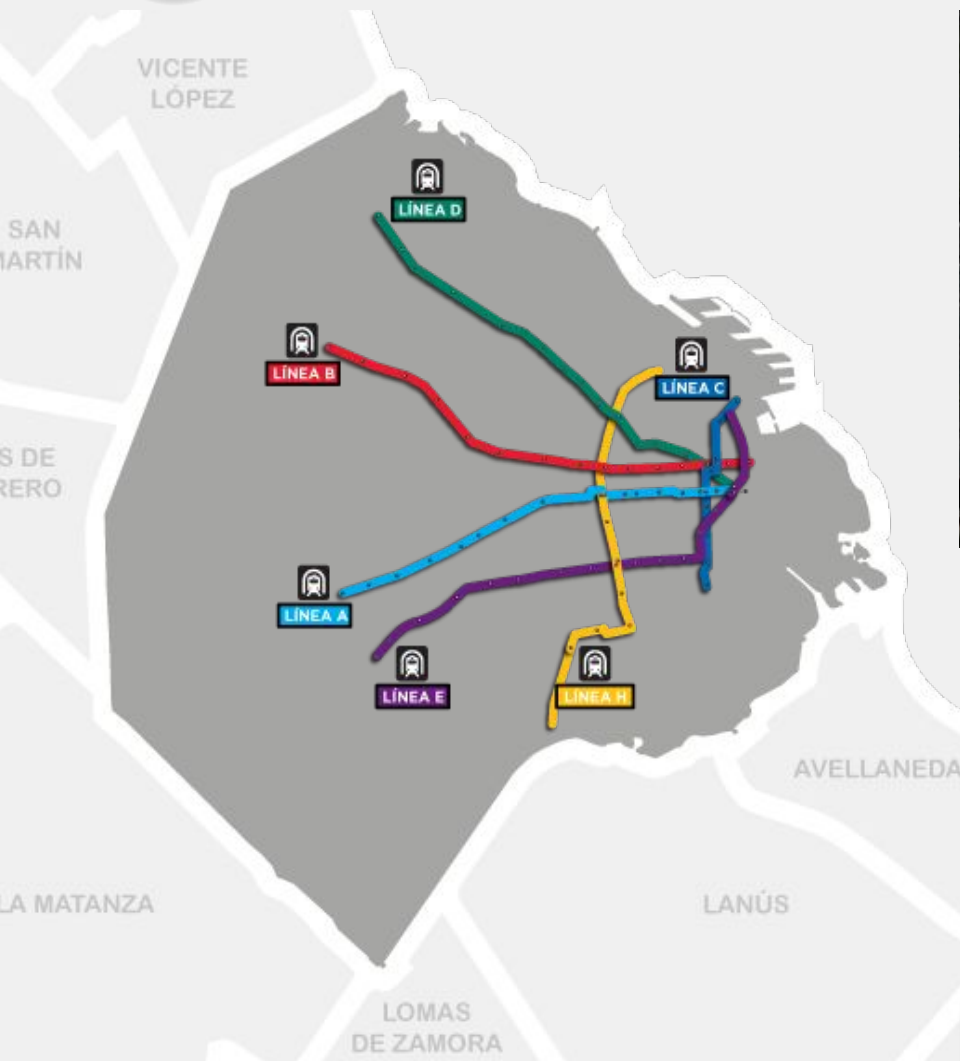 VICENTE
LÓPEZ
SAN
MARTÍN
LÍNEA D
LÍNEA B
LÍNEA C
S DE
RERO
LÍNEA A
LÍNEA E
LÍNEA H
AVELLANEDA
LA MATANZA
LANÚS
LOMAS
DE ZAMORA